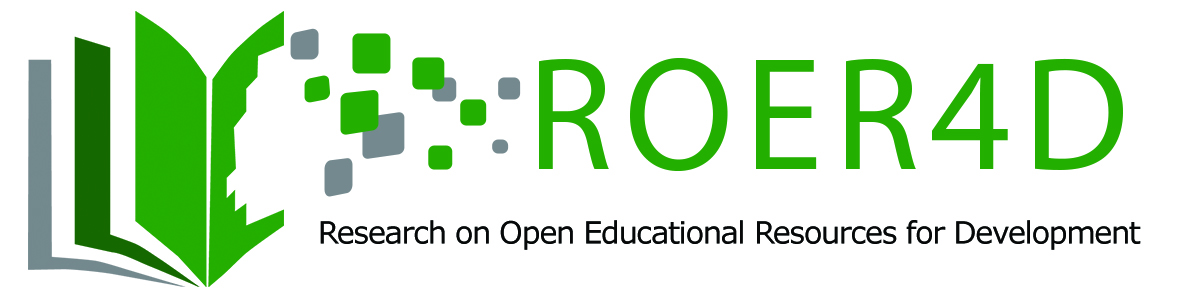 ROER4D
Research on Open Educational Resources for Development